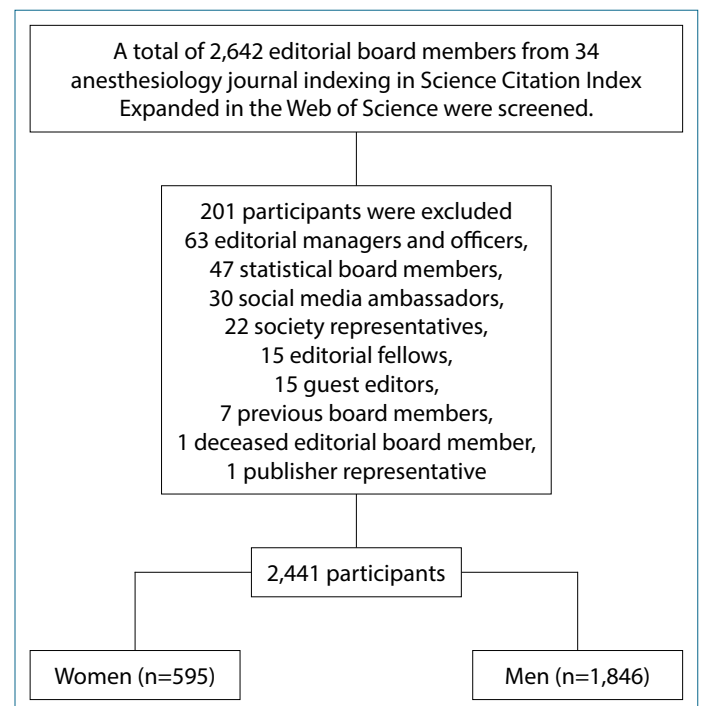 A total of 2,642 editorial board members from 34
anesthesiology journal indexing in Science Citation Index
Expanded in the Web of Science were screened.
201 participants were excluded
63 editorial managers and officers,
47 statistical board members,
30 social media ambassadors,
22 society representatives,
15 editorial fellows,
15 guest editors,
7 previous board members,
1 deceased editorial board member,
1 publisher representative
2,441 participants
Women (n=595)
Men (n=1,846)